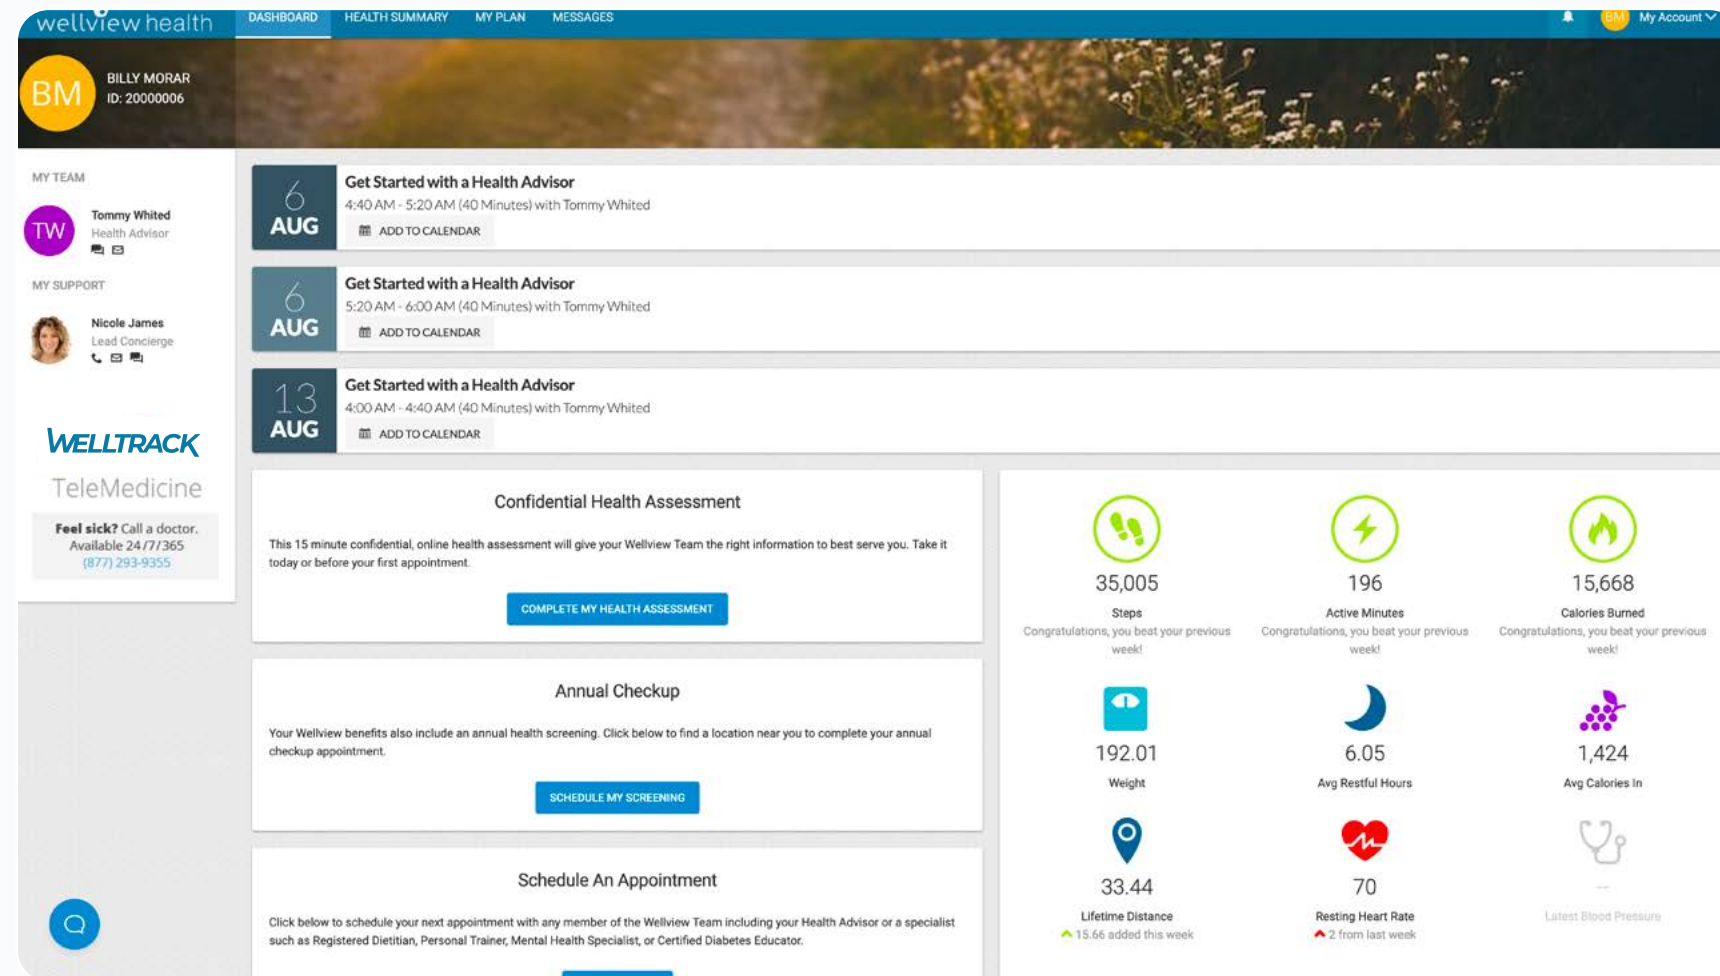 wellview health
DASHBOARD
HEALTH SUMMARY
MY PLAN
MESSAGES
BM
My Account
BM
BILLY MORAR
ID: 20000006
MY TEAM
TW
Tommy Whited
Health Advisor
MY SUPPORT
Nicole James
Lead Concierge
WELLTRACK
TeleMedicine
Feel sick? Call a doctor.
Available 24/7/365
(877) 293-9355
6
AUG
Get Started with a Health Advisor
4:40 AM - 5:20 AM (40 Minutes) with Tommy Whited
ADD TO CALENDAR
6
AUG
Get Started with a Health Advisor
5:20 AM - 6:00 AM (40 Minutes) with Tommy Whited
ADD TO CALENDAR
13
AUG
Get Started with a Health Advisor
4:00 AM - 4:40 AM (40 Minutes) with Tommy Whited
ADD TO CALENDAR
Confidential Health Assessment
This 15 minute confidential, online health assessment will give your Wellview Team the right information to best serve you. Take it
today or before your first appointment.
COMPLETE MY HEALTH ASSESSMENT
Annual Checkup
Your Wellview benefits also include an annual health screening. Click below to find a location near you to complete your annual
checkup appointment.
SCHEDULE MY SCREENING
Schedule An Appointment
Click below to schedule your next appointment with any member of the Wellview Team including your Health Advisor or a specialist
such as Registered Dietitian, Personal Trainer, Mental Health Specialist, or Certified Diabetes Educator.
35,005
Steps
Congratulations, you beat your previous
week!
196
Active Minutes
Congratulations, you beat your previous
week!
15,668
Calories Burned
Congratulations, you beat your previous
week!
192.01
Weight
6.05
Avg Restful Hours
1,424
Avg Calories In
33.44
Lifetime Distance
15.66 added this week
70
Resting Heart Rate
2 from last week
--
Latest Blood Pressure